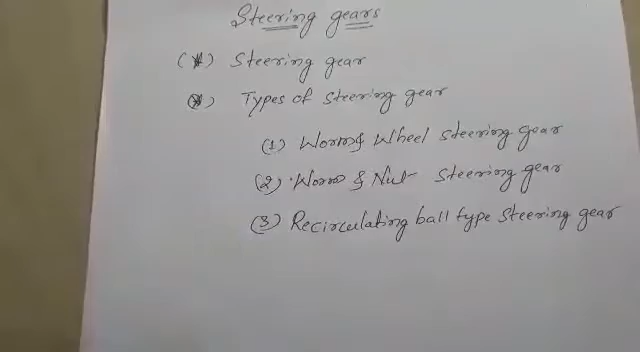 Steering gears
(*) Steering gear
(*) Types of steering gear
(1) Worm & Wheel steering gear
(2) Worm & Nut steering gear
(3) Recirculating ball type steering gear